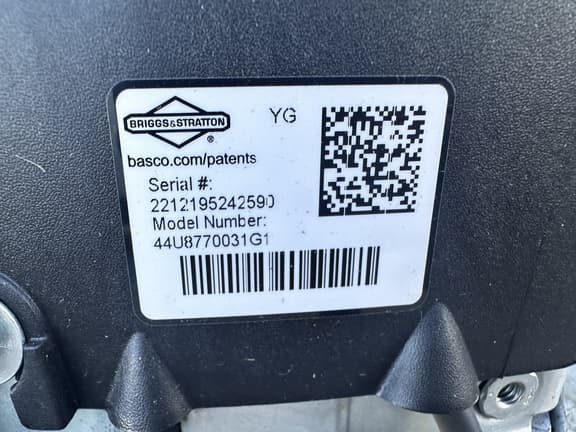 BRIGGS&STRATTON
®
YG
basco.com/patents
Serial #:
2212195242590
Model Number:
44U8770031G1